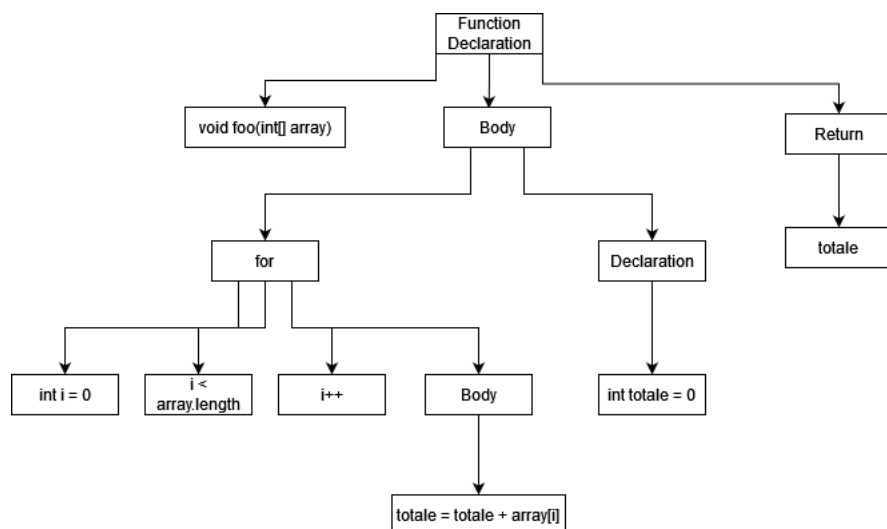 Function
Declaration
void foo(int[] array)
Body
Return
for
Declaration
totale
int i = 0
i <
array.length
i++
Body
int totale = 0
totale = totale + array[i]